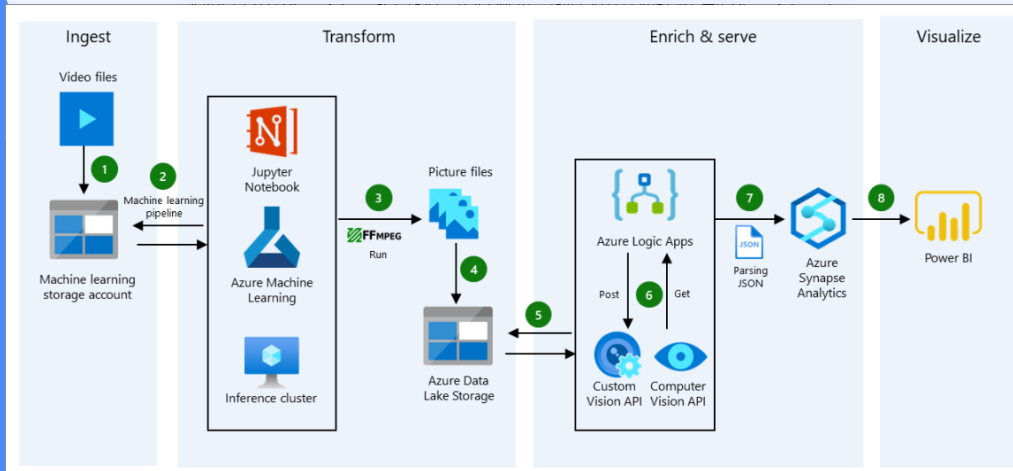 Ingest
Transform
Enrich & serve
Visualize
Video files
1
2
Machine learning
pipeline
Machine learning
storage account
Jupyter
Notebook
Azure Machine
Learning
Inference cluster
3
FFMPEG
Run
Picture files
4
Azure Data
Lake Storage
5
Azure Logic Apps
Post
6
Get
Custom
Vision API
Computer
Vision API
7
JSON
Parsing
JSON
Azure
Synapse
Analytics
8
Power BI